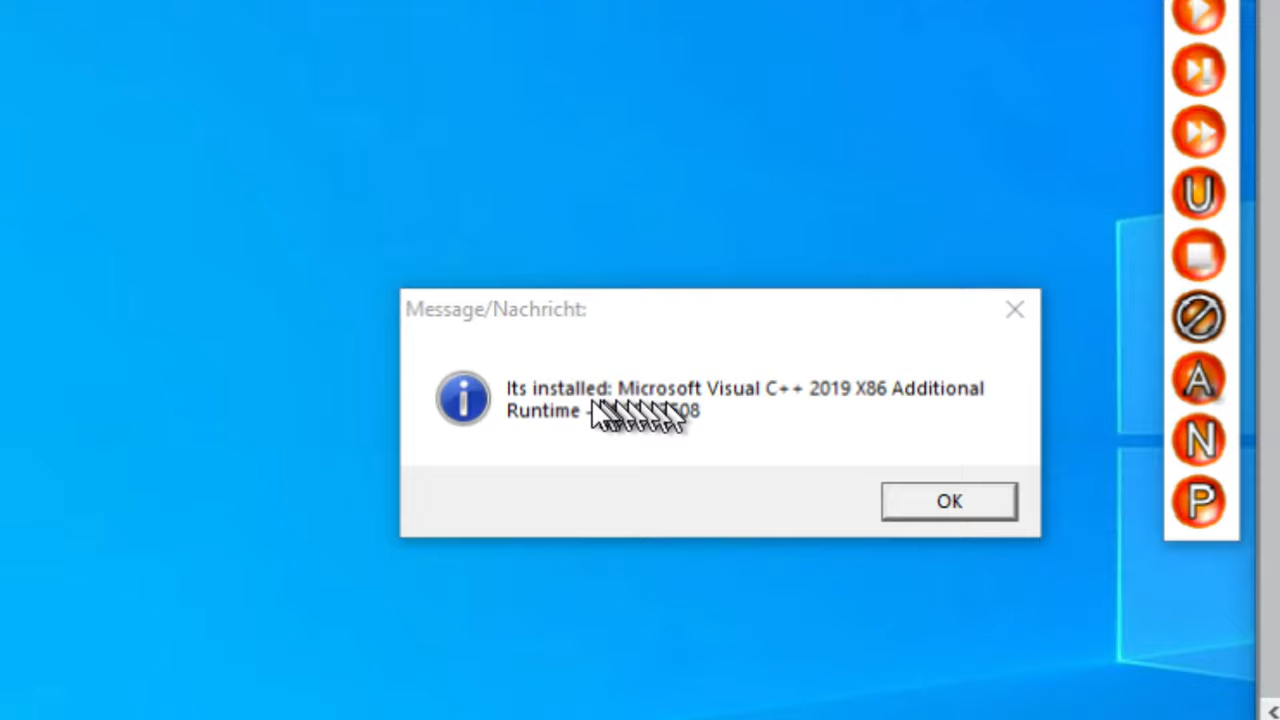 Message/Nachricht:
Its installed: Microsoft Visual C++ 2019 X86 Additional
Runtime -
OK
U
A
N
P